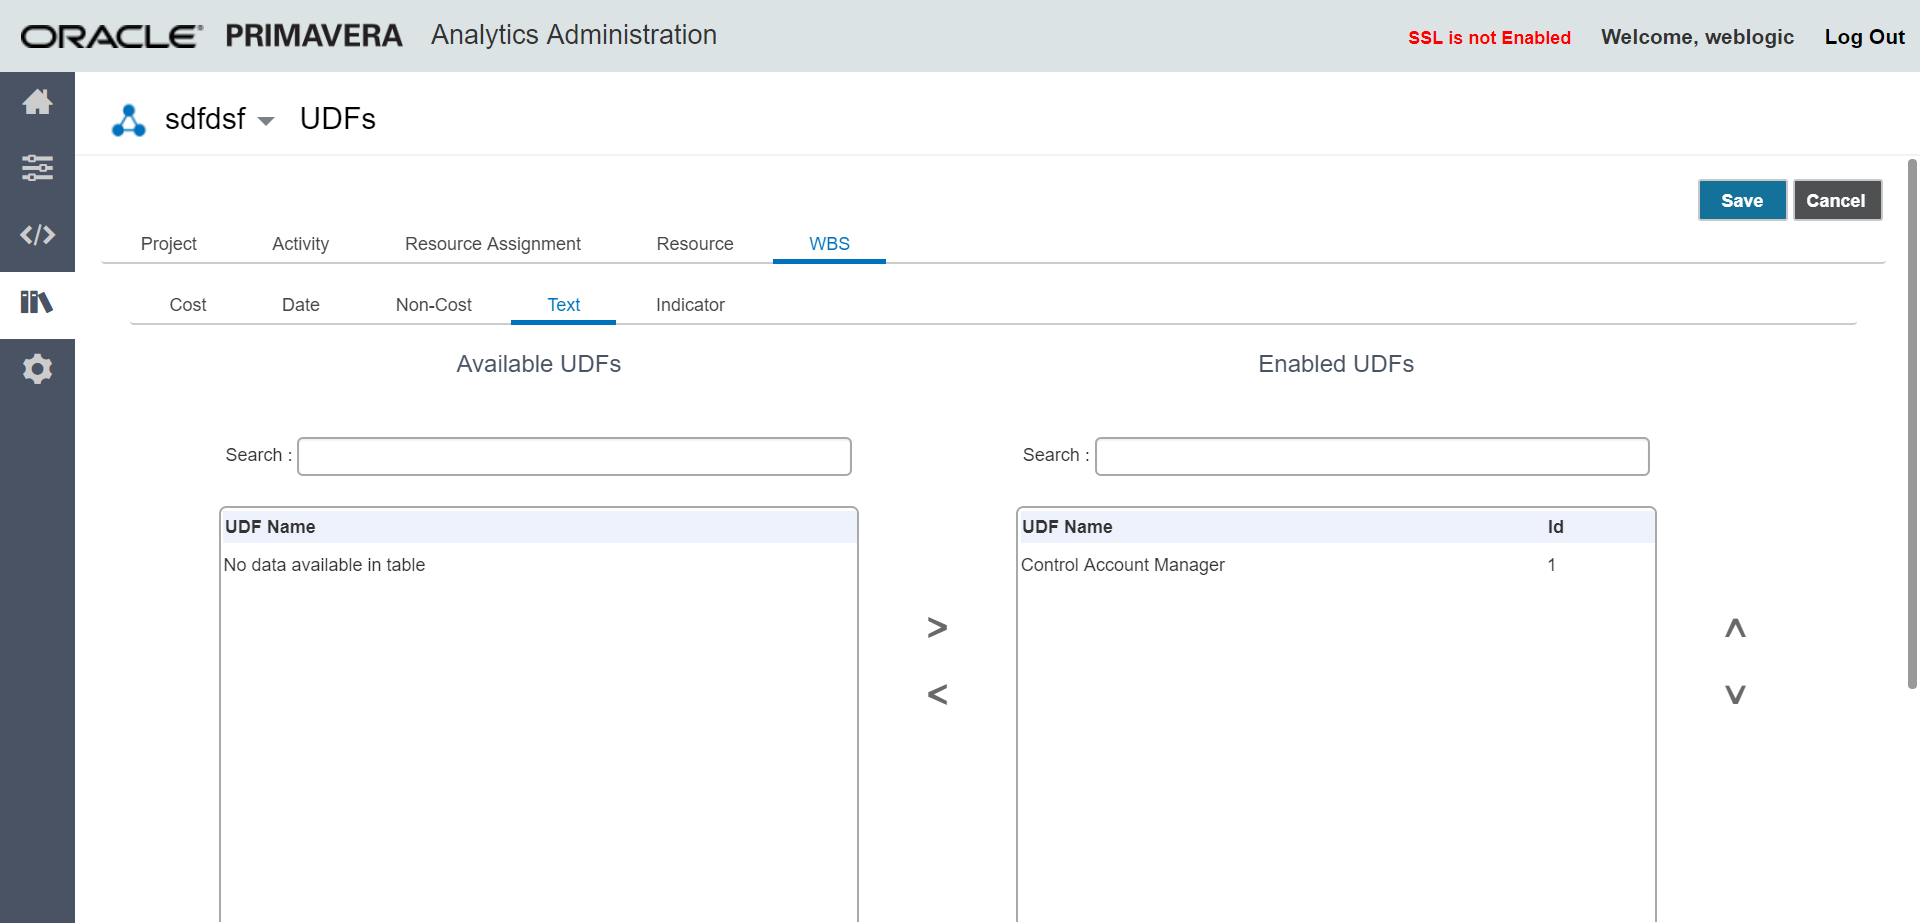 ORACLE PRIMAVERA Analytics Administration SSL is not Enabled Welcome, weblogic Log Out
sdfdsf UDFs
Save Cancel
Project Activity Resource Assignment Resource WBS
Cost Date Non-Cost Text Indicator
Available UDFs Enabled UDFs
Search : Search :
UDF Name UDF Name Id
No data available in table Control Account Manager 1